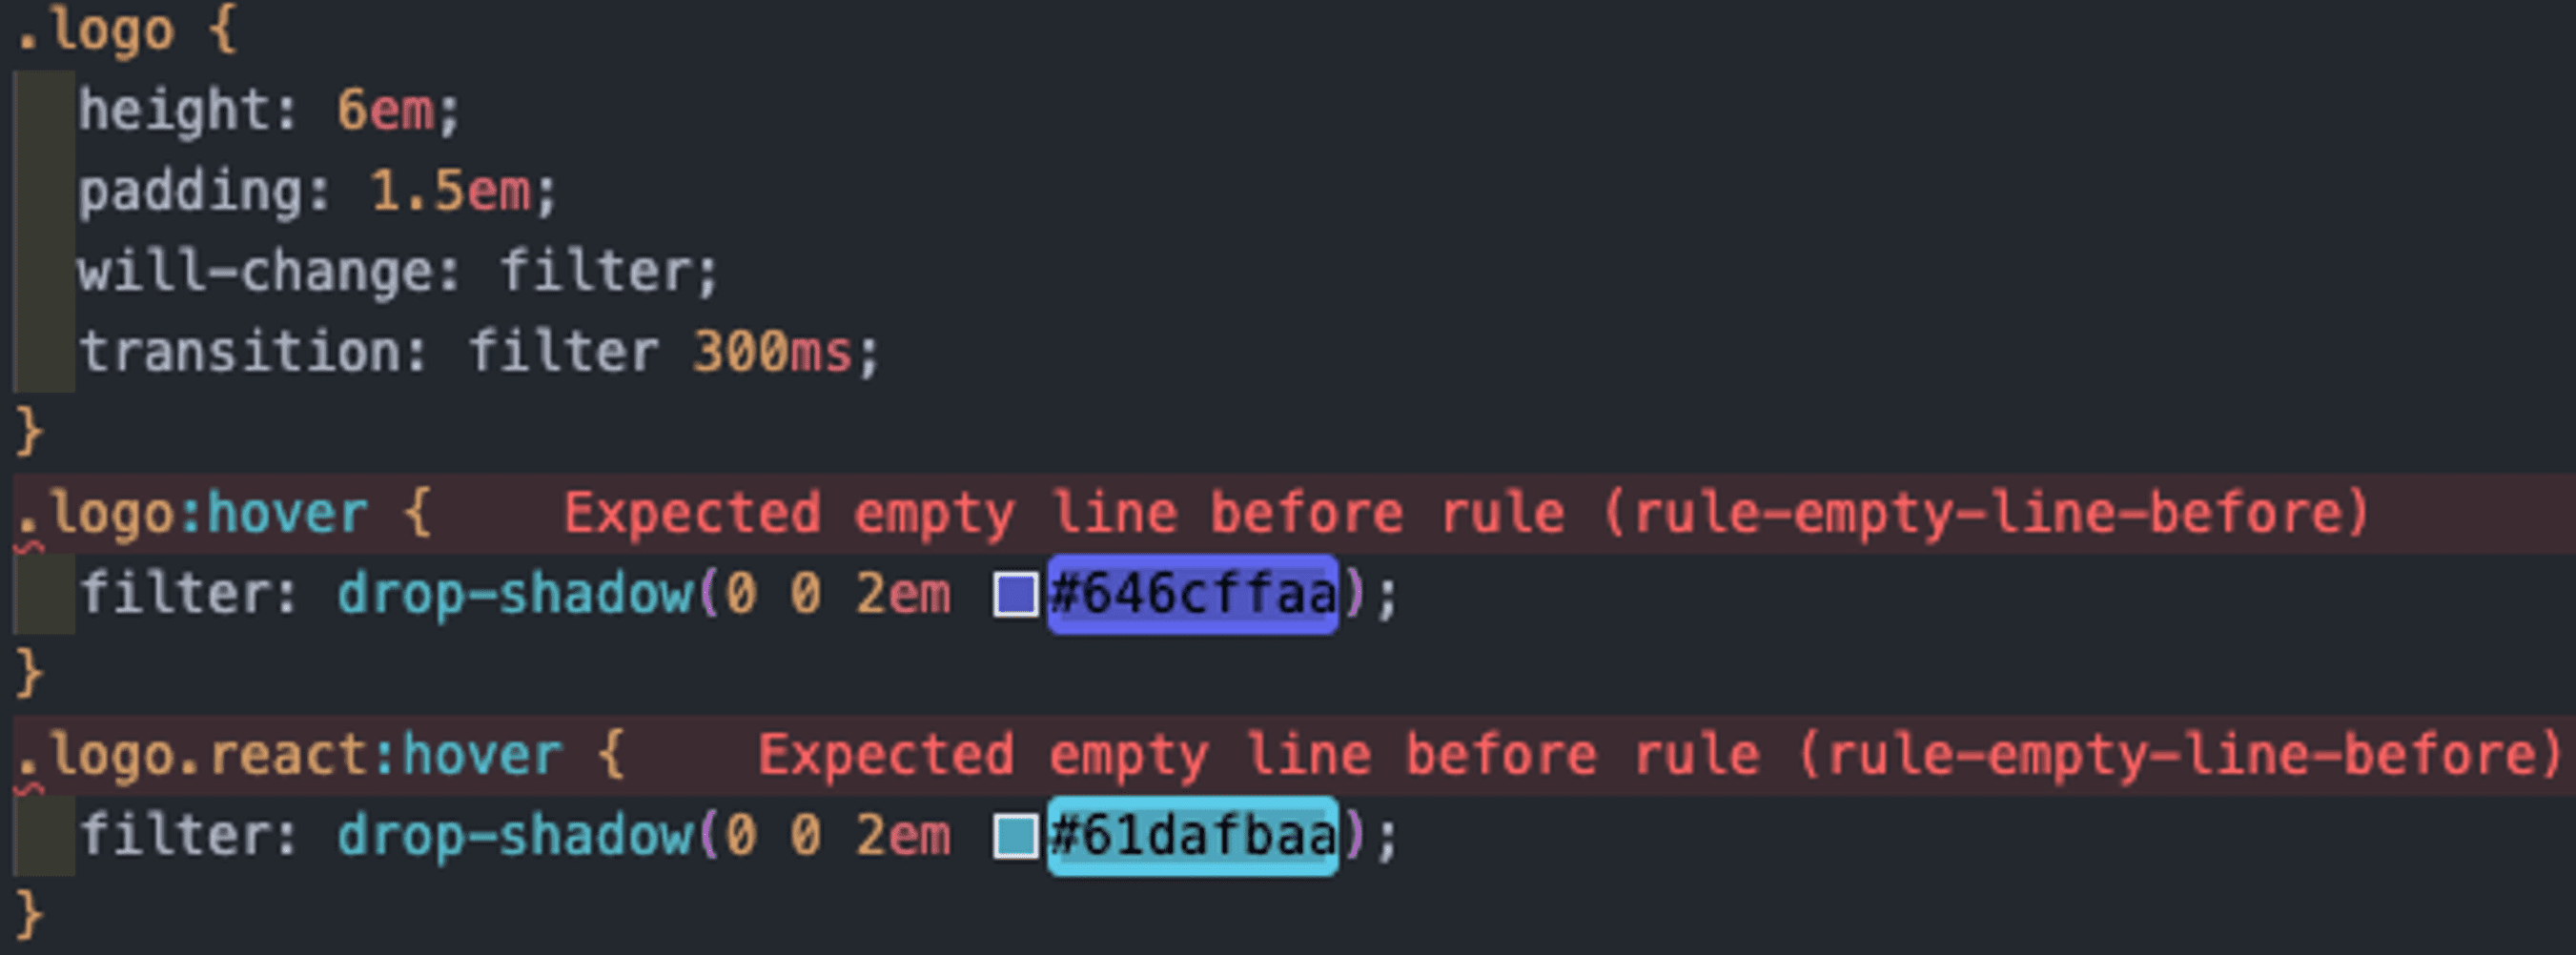 .logo {
height: 6em;
padding: 1.5em;
will-change: filter;
transition: filter 300ms;
}
.logo:hover { Expected empty line before rule (rule-empty-line-before)
filter: drop-shadow(0 0 2em #646cffaa);
}
.logo.react:hover { Expected empty line before rule (rule-empty-line-before)
filter: drop-shadow(0 0 2em #61dafbaa);
}